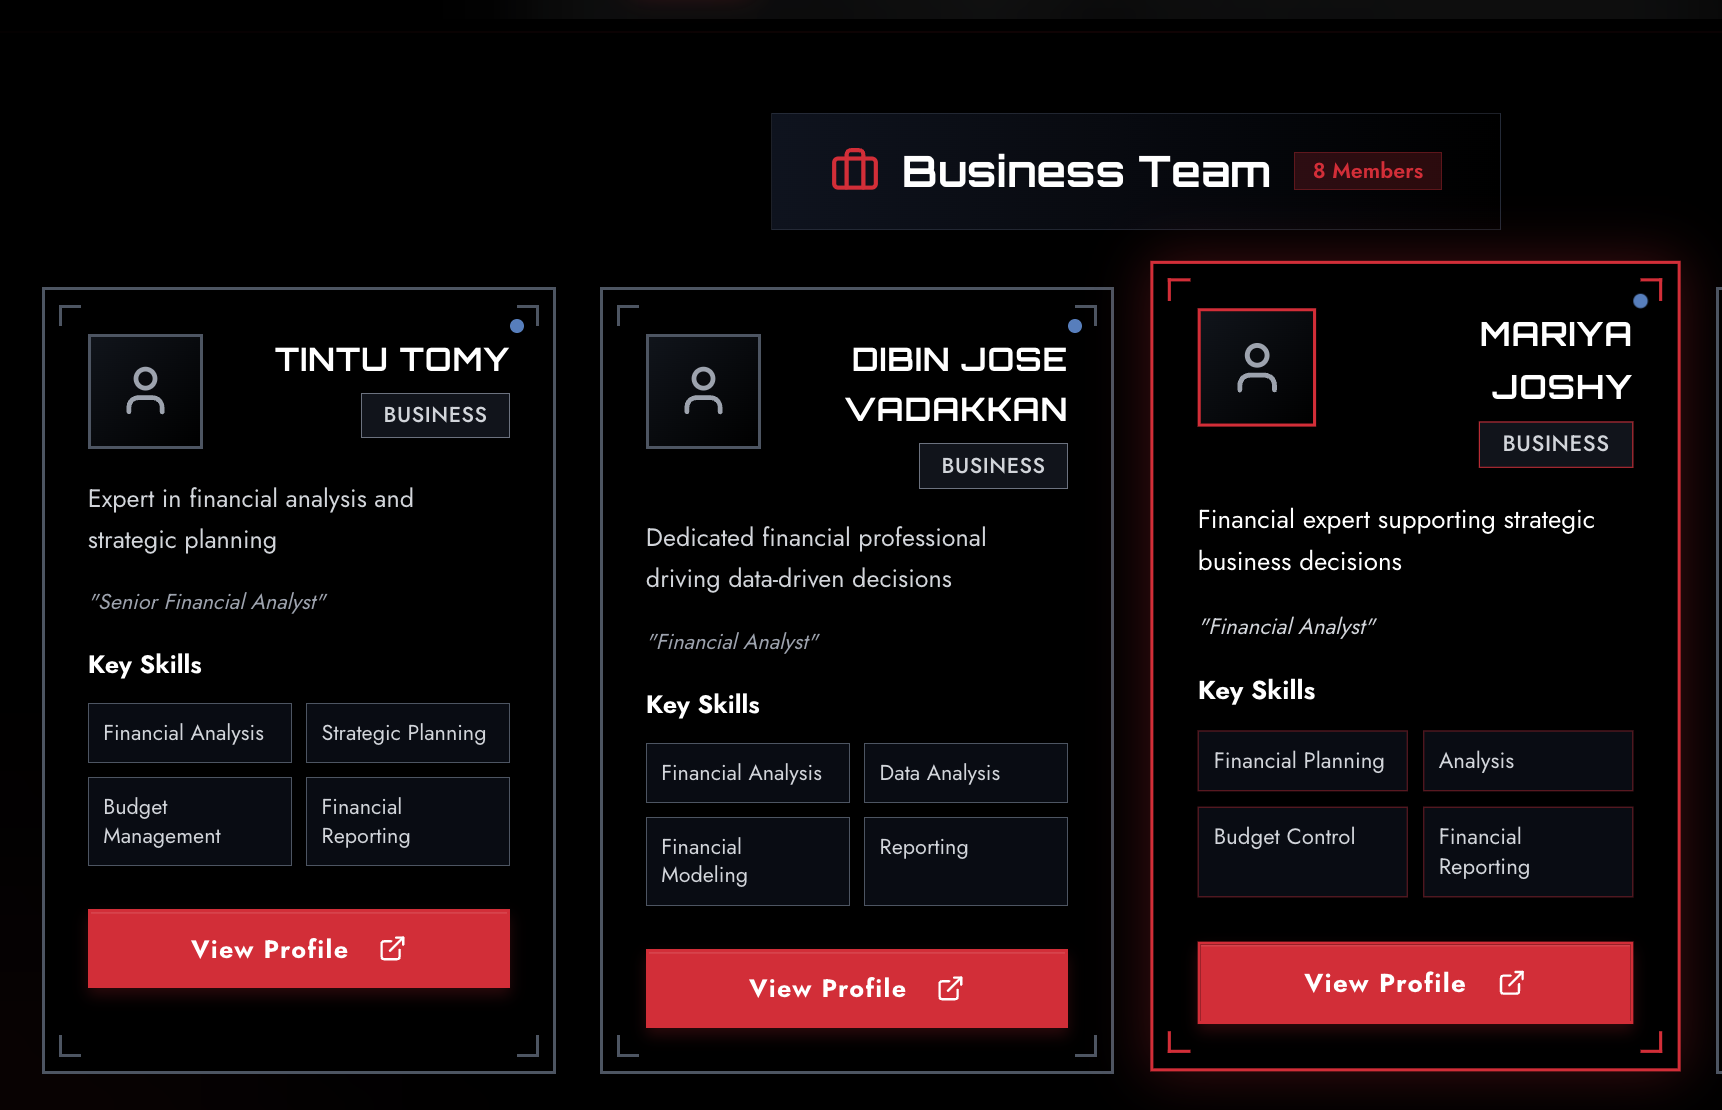 Business Team
8 Members
TINTU TOMY
BUSINESS
Expert in financial analysis and
strategic planning
"Senior Financial Analyst"
Key Skills
Financial Analysis
Strategic Planning
Budget
Management
Financial
Reporting
View Profile
DIBIN JOSE
VADAKKAN
BUSINESS
Dedicated financial professional
driving data-driven decisions
"Financial Analyst"
Key Skills
Financial Analysis
Data Analysis
Financial
Modeling
Reporting
View Profile
MARIYA
JOSHY
BUSINESS
Financial expert supporting strategic
business decisions
"Financial Analyst"
Key Skills
Financial Planning
Analysis
Budget Control
Financial
Reporting
View Profile